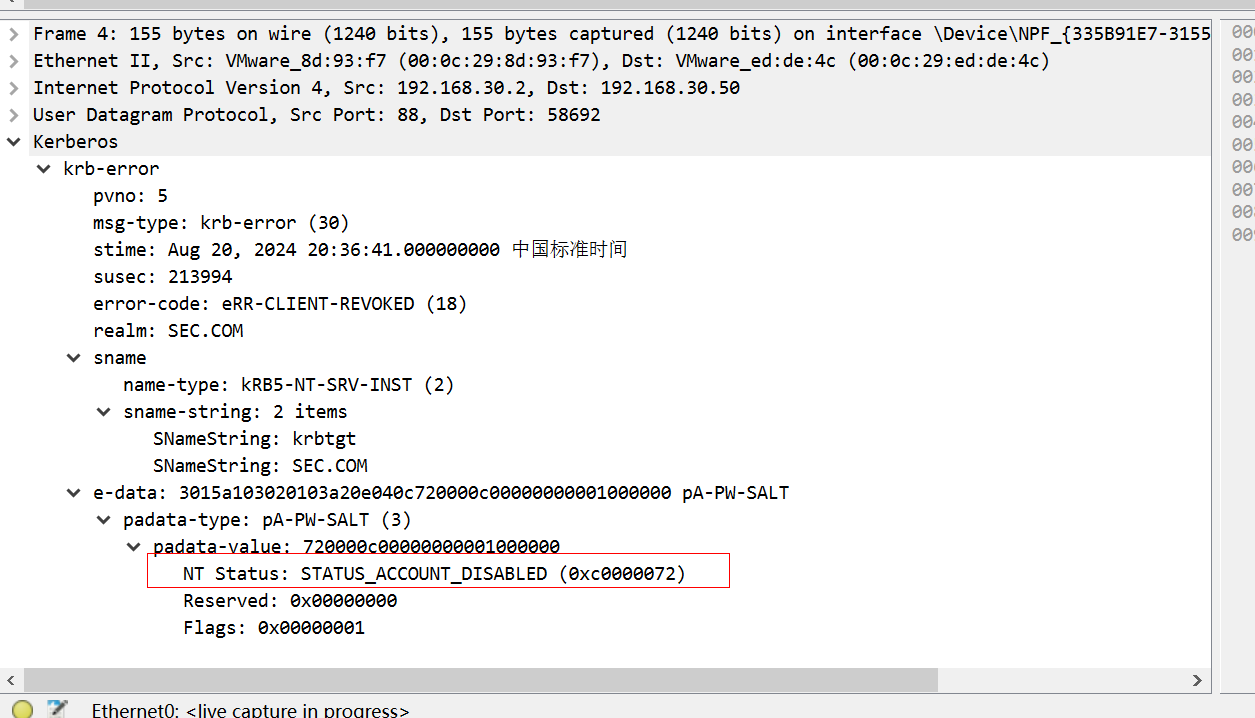 Frame 4: 155 bytes on wire (1240 bits), 155 bytes captured (1240 bits) on interface \Device\NPF_{335B91E7-3155
Ethernet II, Src: VMware_8d:93:f7 (00:0c:29:8d:93:f7), Dst: VMware_ed:de:4c (00:0c:29:ed:de:4c)
Internet Protocol Version 4, Src: 192.168.30.2, Dst: 192.168.30.50
User Datagram Protocol, Src Port: 88, Dst Port: 58692
Kerberos
krb-error
pvno: 5
msg-type: krb-error (30)
stime: Aug 20, 2024 20:36:41.000000000 中国标准时间
susec: 213994
error-code: eRR-CLIENT-REVOKED (18)
realm: SEC.COM
sname
name-type: kRB5-NT-SRV-INST (2)
sname-string: 2 items
SNameString: krbtgt
SNameString: SEC.COM
e-data: 3015a103020103a20e040c720000c00000000001000000 pA-PW-SALT
padata-type: pA-PW-SALT (3)
padata-value: 720000c00000000001000000
NT Status: STATUS_ACCOUNT_DISABLED (0xc0000072)
Reserved: 0x00000000
Flags: 0x00000001
Ethernet0: <live capture in progress>